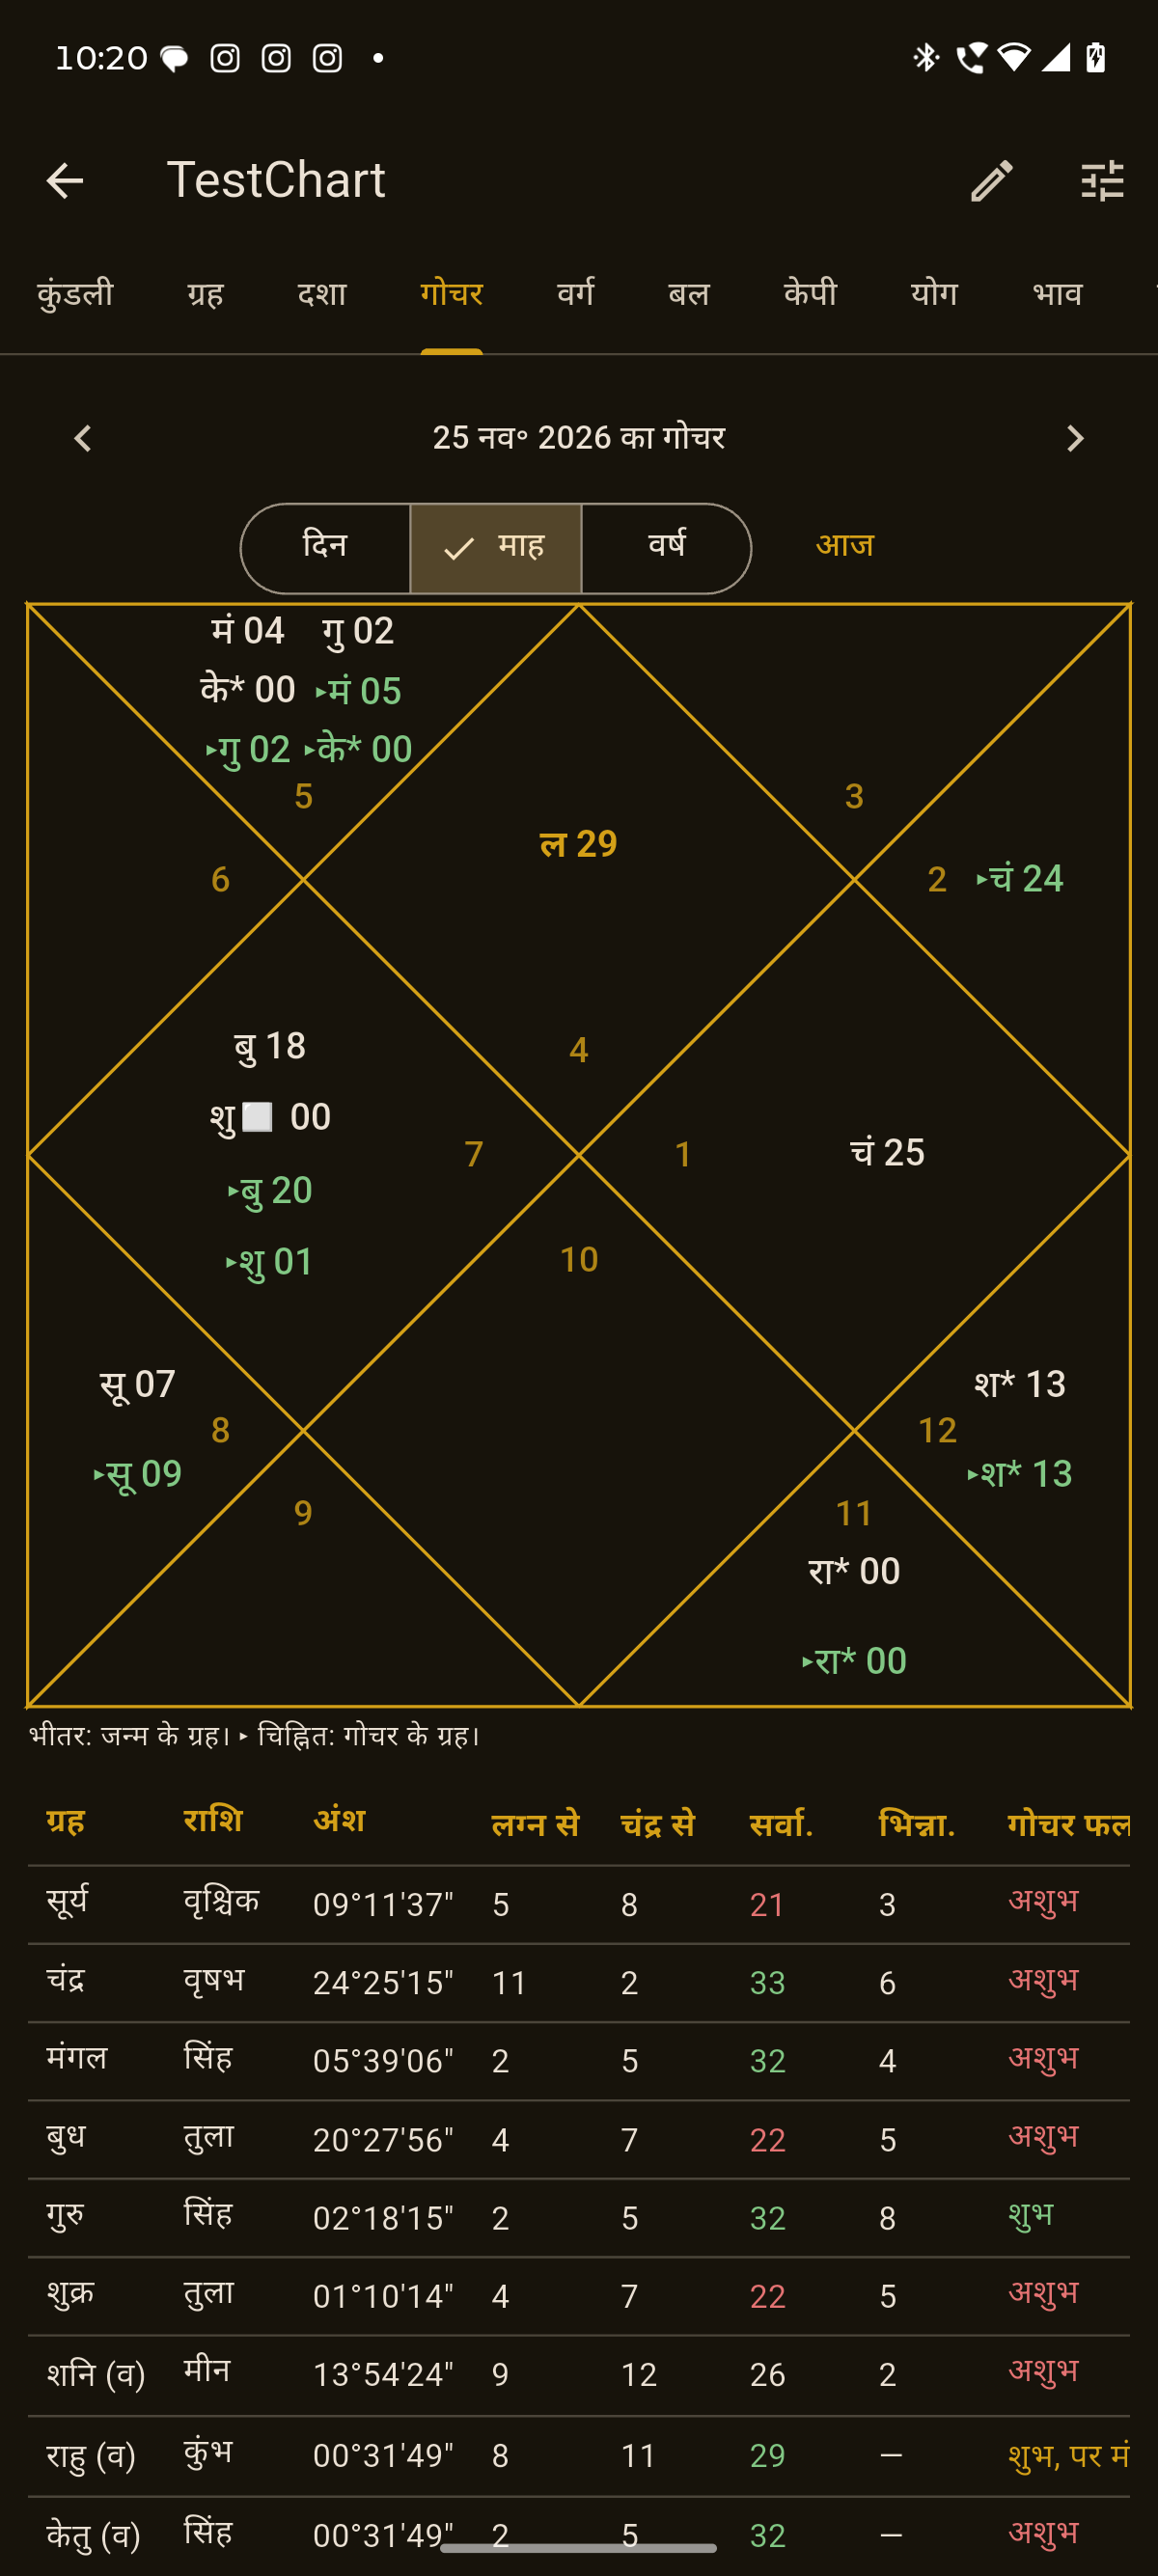 10:20
TestChart
कुंडली ग्रह दशा गोचर वर्ग बल केपी योग भाव
25 नव॰ 2026 का गोचर
दिन माह वर्ष आज
मं 04 गु 02
के* 00 ▸मं 05
▸गु 02 ▸के* 00
5 3
ल 29
6 2 ▸चं 24
बु 18
4
शु⬜ 00
7 1 चं 25
▸बु 20
▸शु 01
10
सू 07 श* 13
8 12
▸सू 09 ▸श* 13
9 11
रा* 00
▸रा* 00
भीतर: जन्म के ग्रह। ▸ चिह्नित: गोचर के ग्रह।
ग्रह राशि अंश लग्न से चंद्र से सर्वा. भिन्ना. गोचर फल
सूर्य वृश्चिक 09°11'37" 5 8 21 3 अशुभ
चंद्र वृषभ 24°25'15" 11 2 33 6 अशुभ
मंगल सिंह 05°39'06" 2 5 32 4 अशुभ
बुध तुला 20°27'56" 4 7 22 5 अशुभ
गुरु सिंह 02°18'15" 2 5 32 8 शुभ
शुक्र तुला 01°10'14" 4 7 22 5 अशुभ
शनि (व) मीन 13°54'24" 9 12 26 2 अशुभ
राहु (व) कुंभ 00°31'49" 8 11 29 — शुभ, पर मं
केतु (व) सिंह 00°31'49" 2 5 32 — अशुभ